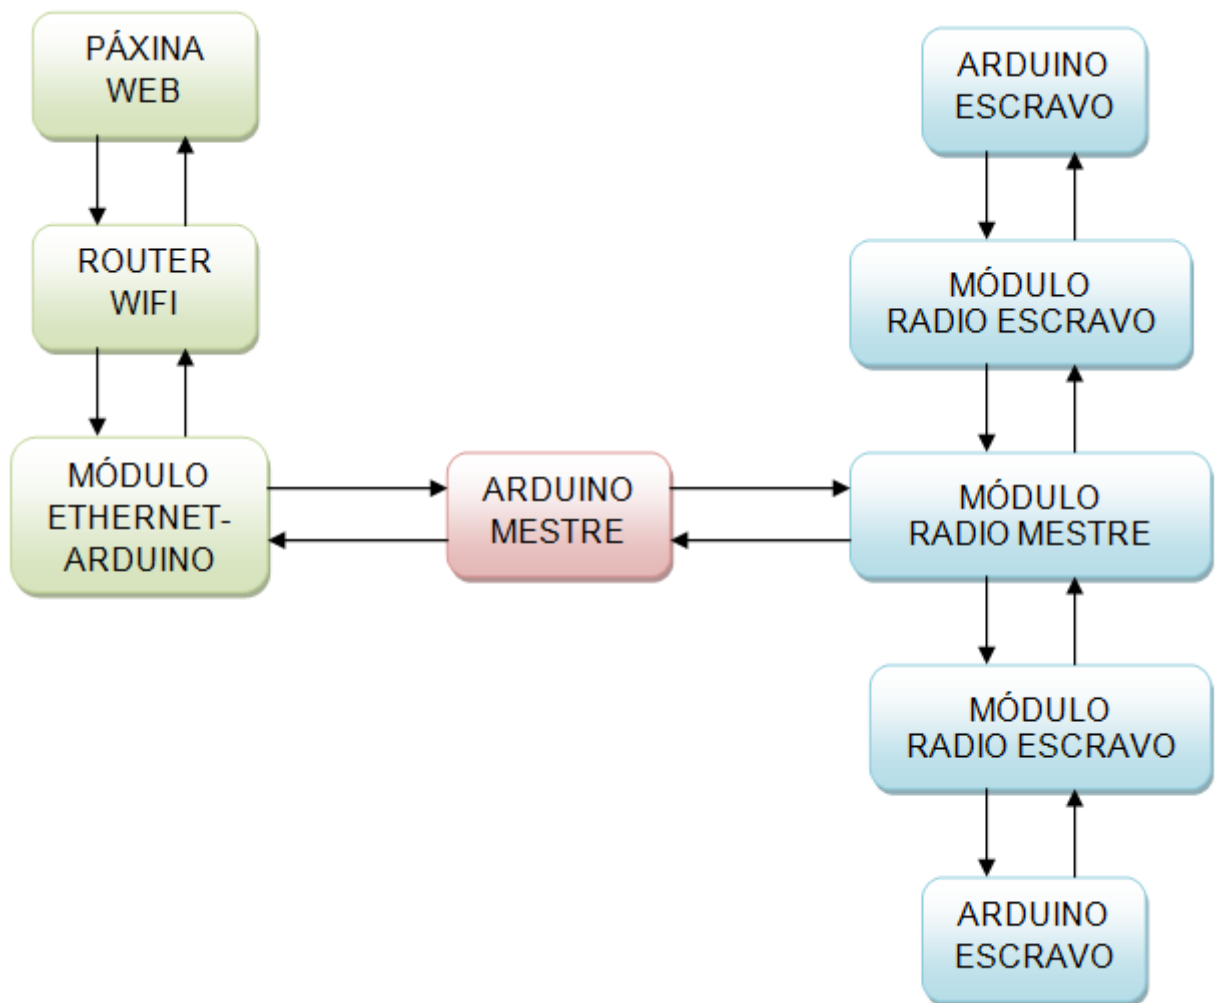 PÁXINA
WEB
ROUTER
WIFI
MÓDULO
ETHERNET-
ARDUINO
ARDUINO
MESTRE
ARDUINO
ESCRAVO
MÓDULO
RADIO ESCRAVO
MÓDULO
RADIO MESTRE
MÓDULO
RADIO ESCRAVO
ARDUINO
ESCRAVO